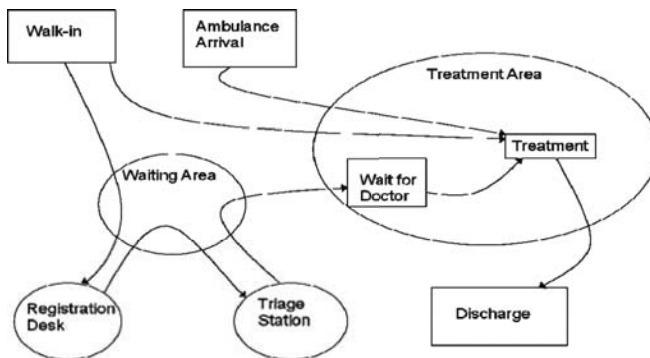 Walk-in
Ambulance
Arrival
Treatment Area
Treatment
Waiting Area
Wait for
Doctor
Registration
Desk
Triage
Station
Discharge